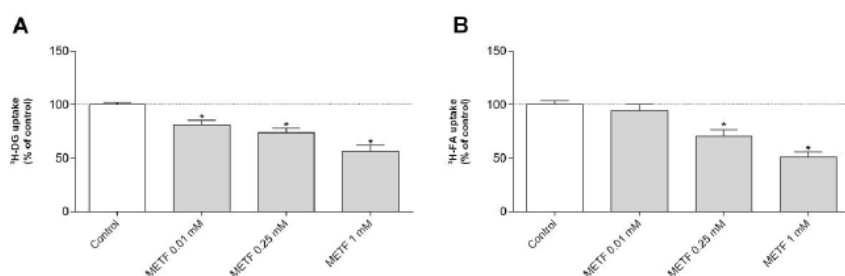 A
150
100
50
0
³H-DG uptake
(% of control)
*
*
*
Control
METF 0.01 mM
METF 0.25 mM
METF 1 mM
B
150
100
50
0
³H-FA uptake
(% of control)
*
*
*
Control
METF 0.01 mM
METF 0.25 mM
METF 1 mM